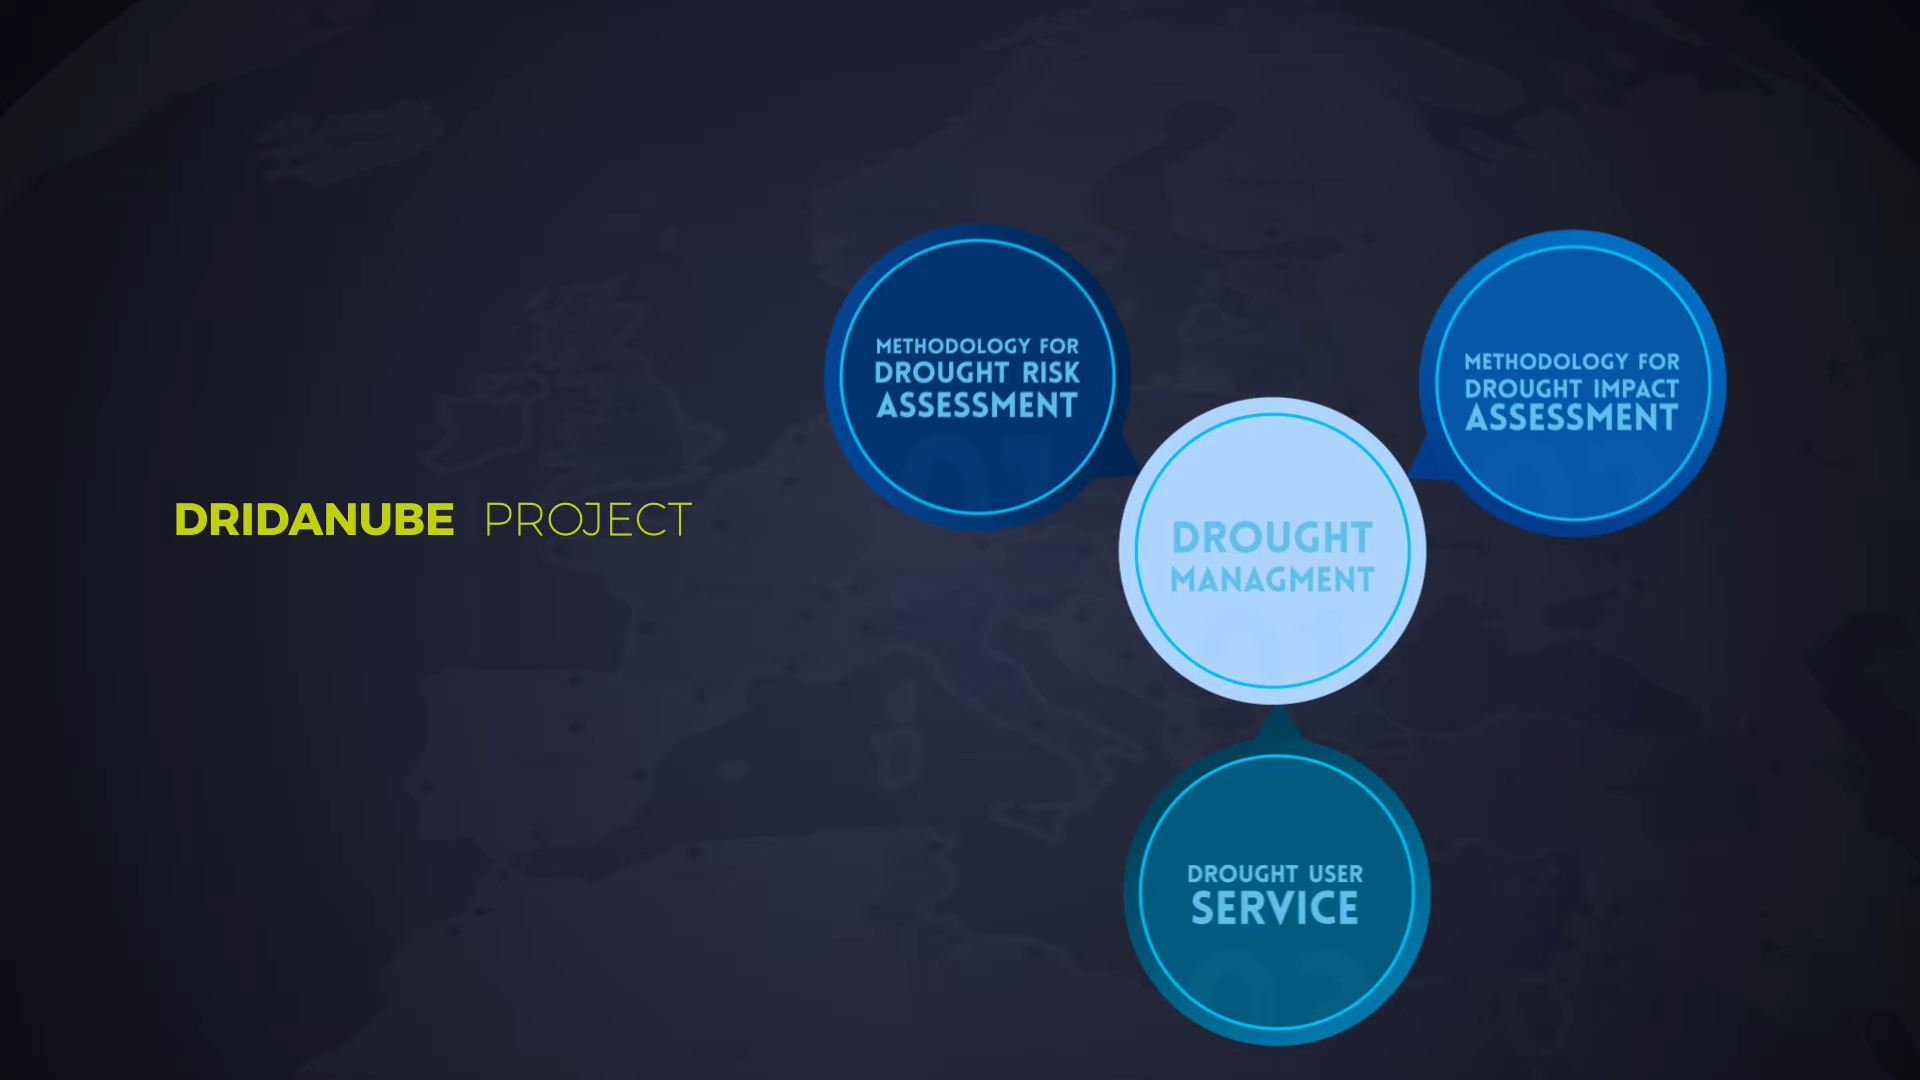 DRIDANUBE PROJECT
METHODOLOGY FOR
DROUGHT RISK
ASSESSMENT
METHODOLOGY FOR
DROUGHT IMPACT
ASSESSMENT
DROUGHT
MANAGMENT
DROUGHT USER
SERVICE